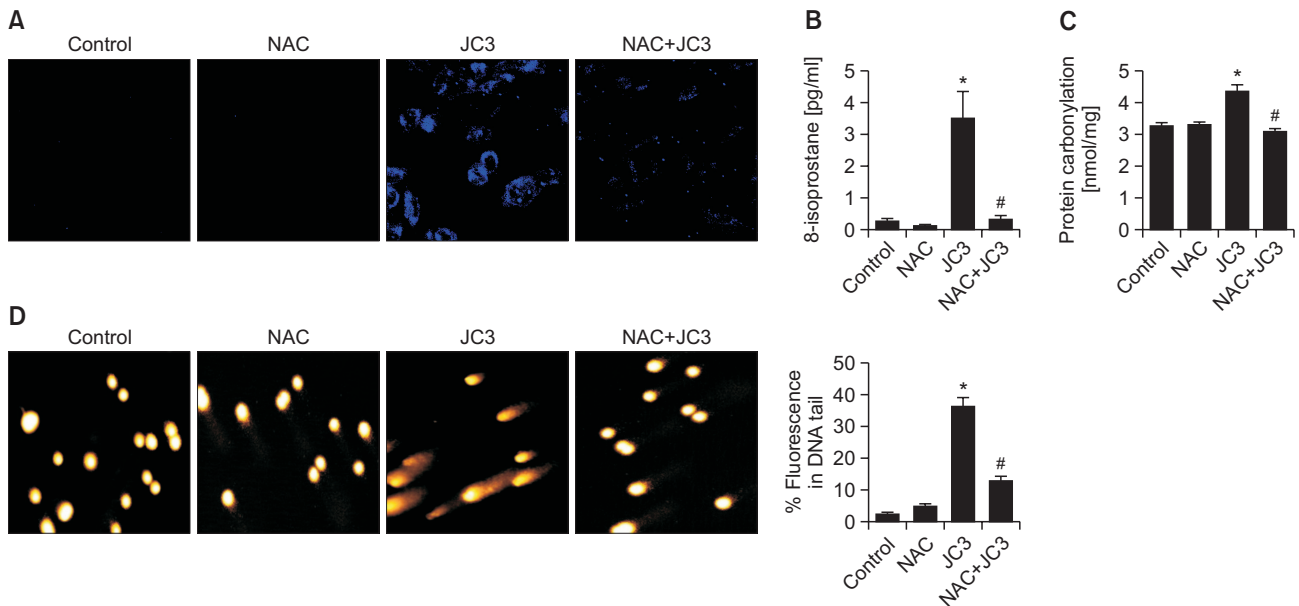 A
Control
NAC
JC3
NAC+JC3
B
8-isoprostane [pg/ml]
5
4
3
2
1
0
*
#
Control
NAC
JC3
NAC+JC3
C
Protein carbonylation
[nmol/mg]
5
4
3
2
1
0
*
#
Control
NAC
JC3
NAC+JC3
D
Control
NAC
JC3
NAC+JC3
% Fluorescence
in DNA tail
50
40
30
20
10
0
*
#
Control
NAC
JC3
NAC+JC3